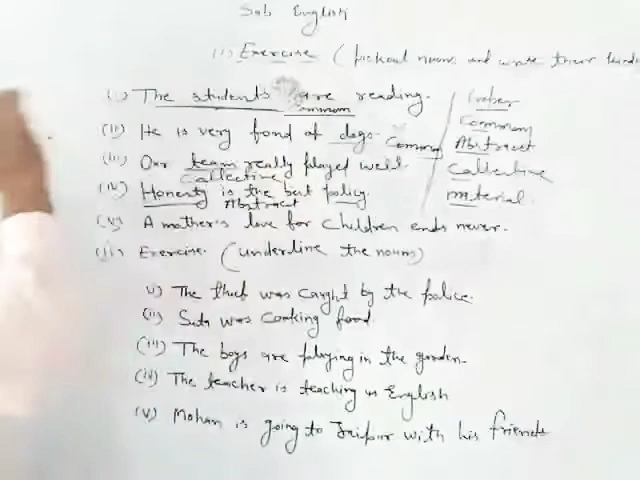 Sub English
(i) Exercise (pickout nouns and write their kinds
(i) The students are reading.
Common
(ii) He is very fond of dogs.
Common
(iii) Our team really played well.
Collective
(iv) Honesty is the best policy.
Abstract
(v) A mother's love for children ends never.
Proper
Common
Abstract
Collective
material
(ii) Exercise. (underline the nouns)
(i) The thief was caught by the police.
(ii) Sita was cooking food.
(iii) The boys are playing in the garden.
(iv) The teacher is teaching us English
(v) Mohan is going to Jaipur with his friends